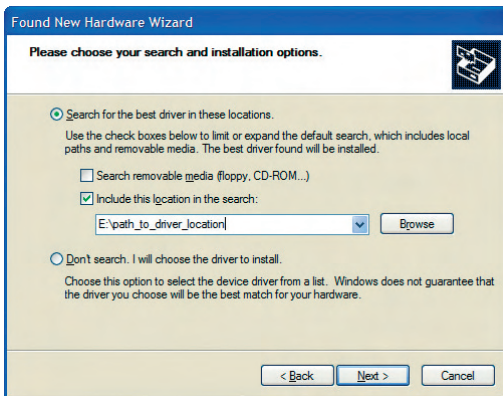 Found New Hardware Wizard
Please choose your search and installation options.
Search for the best driver in these locations.
Use the check boxes below to limit or expand the default search, which includes local
paths and removable media. The best driver found will be installed.
Search removable media (floppy, CD-ROM...)
Include this location in the search:
E:\path_to_driver_location
Browse
Don't search. I will choose the driver to install.
Choose this option to select the device driver from a list. Windows does not guarantee that
the driver you choose will be the best match for your hardware.
< Back Next > Cancel